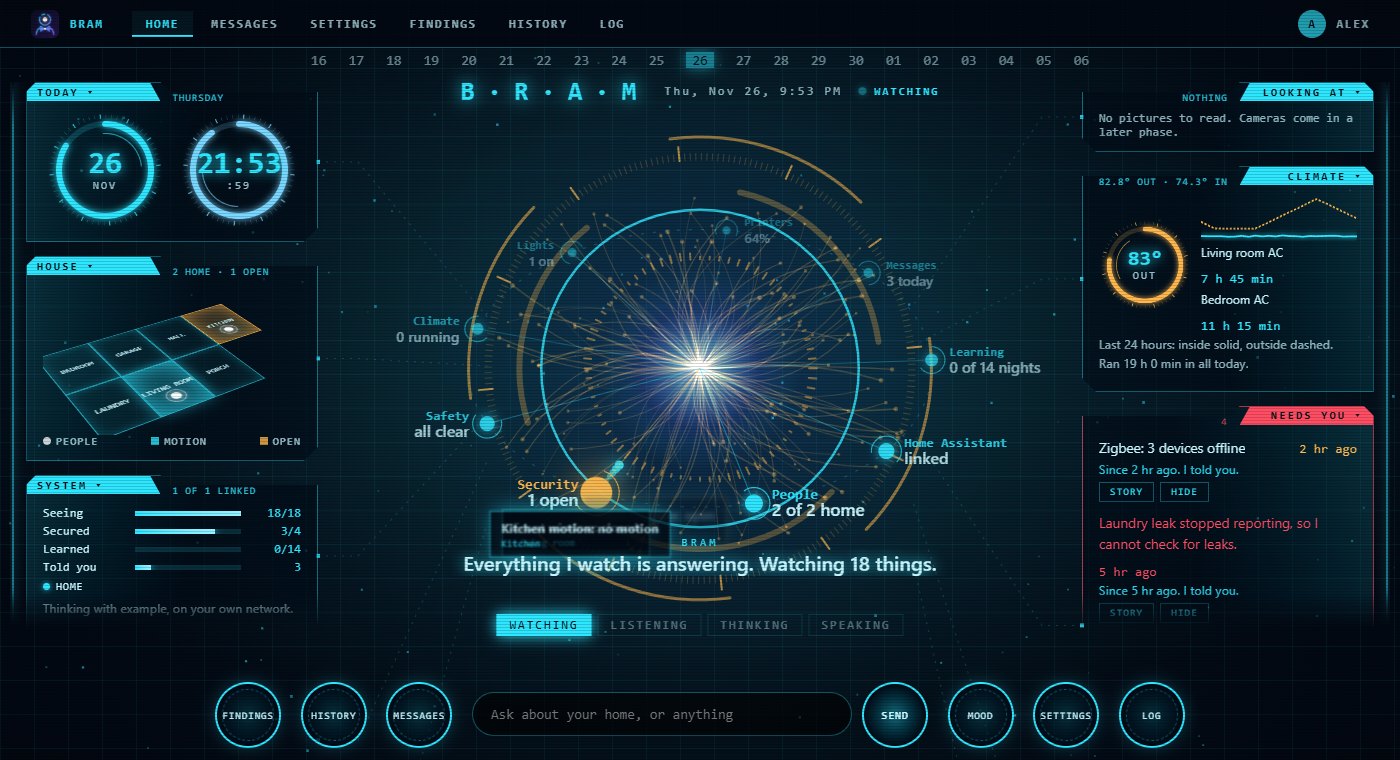 BRAM
HOME
MESSAGES
SETTINGS
FINDINGS
HISTORY
LOG
A
ALEX
16 17 18 19 20 21 22 23 24 25 26 27 28 29 30 01 02 03 04 05 06
B · R · A · M
Thu, Nov 26, 9:53 PM
WATCHING
TODAY
THURSDAY
26
NOV
21:53
:59
HOUSE
2 HOME · 1 OPEN
BEDROOM
GARAGE
HALL
KITCHEN
LAUNDRY
LIVING ROOM
PORCH
PEOPLE
MOTION
OPEN
SYSTEM
1 OF 1 LINKED
Seeing 18/18
Secured 3/4
Learned 0/14
Told you 3
HOME
Thinking with example, on your own network.
Printers
64%
Lights
1 on
Messages
3 today
Climate
0 running
Learning
0 of 14 nights
Safety
all clear
Home Assistant
linked
Security
1 open
People
2 of 2 home
Kitchen motion: no motion
BRAM
Everything I watch is answering. Watching 18 things.
WATCHING
LISTENING
THINKING
SPEAKING
NOTHING
LOOKING AT
No pictures to read. Cameras come in a
later phase.
82.8° OUT · 74.3° IN
CLIMATE
83°
OUT
Living room AC
7 h 45 min
Bedroom AC
11 h 15 min
Last 24 hours: inside solid, outside dashed.
Ran 19 h 0 min in all today.
4
NEEDS YOU
Zigbee: 3 devices offline
2 hr ago
Since 2 hr ago. I told you.
STORY
HIDE
Laundry leak stopped reporting, so I
cannot check for leaks.
5 hr ago
Since 5 hr ago. I told you.
STORY
HIDE
FINDINGS
HISTORY
MESSAGES
Ask about your home, or anything
SEND
MOOD
SETTINGS
LOG